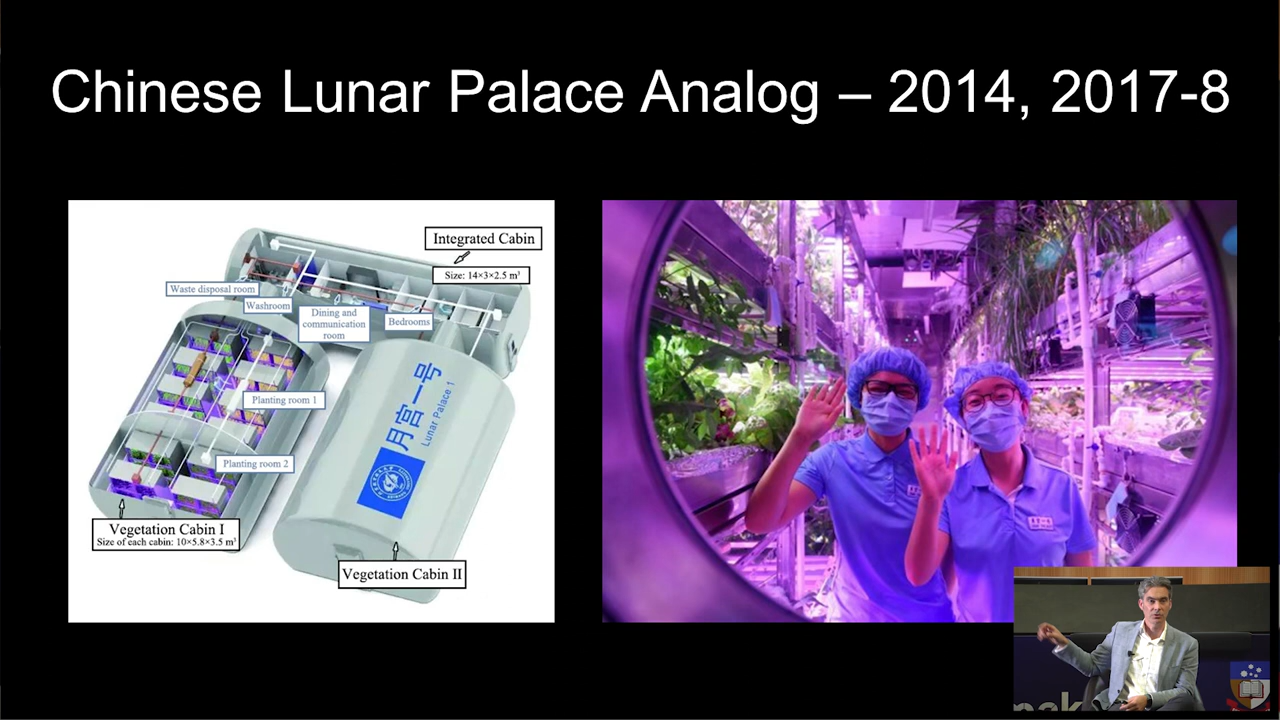 Chinese Lunar Palace Analog – 2014, 2017-8
Integrated Cabin
Size: 14×3×2.5 m³
Waste disposal room
Washroom
Dining and
communication
room
Bedrooms
Planting room 1
Planting room 2
月宫一号
Lunar Palace 1
Vegetation Cabin I
Size of each cabin: 10×5.8×3.5 m³
Vegetation Cabin II